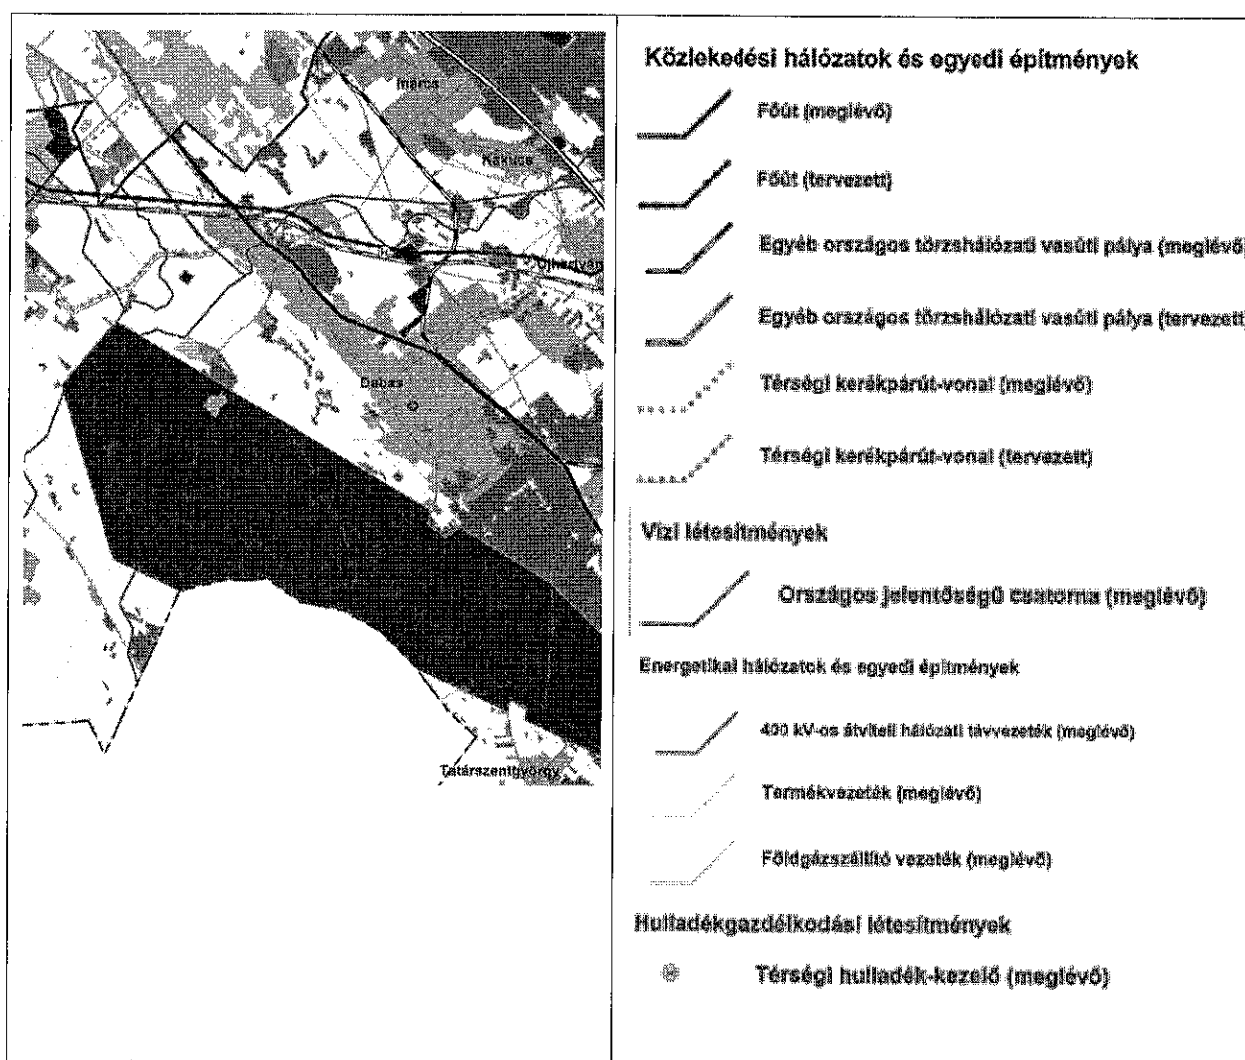 Inárcs
Kakucs
Újhartyán
Dabas
Tatárszentgyörgy
Közlekedési hálózatok és egyedi építmények
Főút (meglévő)
Főút (tervezett)
Egyéb országos törzshálózati vasúti pálya (meglévő)
Egyéb országos törzshálózati vasúti pálya (tervezett)
Térségi kerékpárút-vonal (meglévő)
Térségi kerékpárút-vonal (tervezett)
Vízi létesítmények
Országos jelentőségű csatorna (meglévő)
Energetikai hálózatok és egyedi építmények
400 kV-os átviteli hálózati távvezeték (meglévő)
Termékvezeték (meglévő)
Földgázszállító vezeték (meglévő)
Hulladékgazdálkodási létesítmények
Térségi hulladék-kezelő (meglévő)